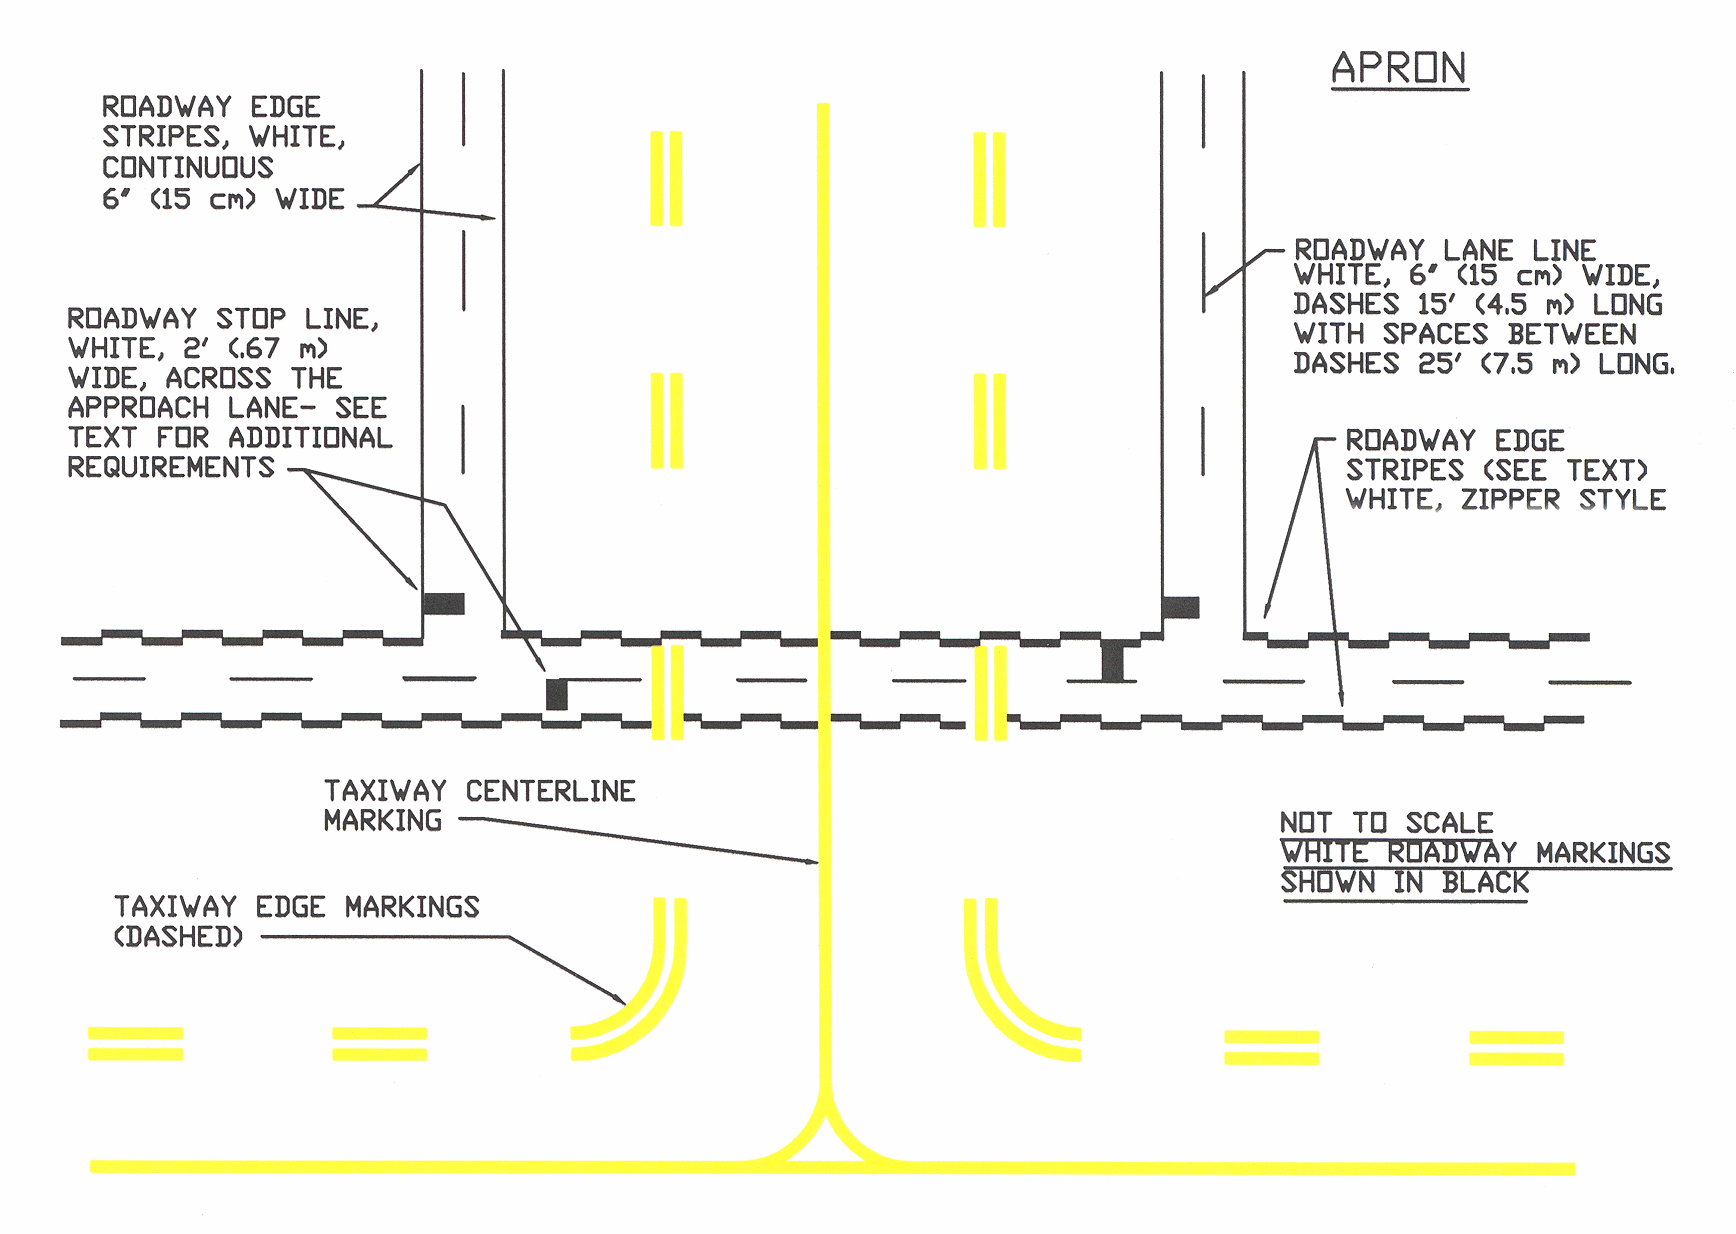 APRON
ROADWAY EDGE
STRIPES, WHITE,
CONTINUOUS
6" (15 cm) WIDE
ROADWAY LANE LINE
WHITE, 6" (15 cm) WIDE,
DASHES 15' (4.5 m) LONG
WITH SPACES BETWEEN
DASHES 25' (7.5 m) LONG.
ROADWAY STOP LINE,
WHITE, 2' (.67 m)
WIDE, ACROSS THE
APPROACH LANE- SEE
TEXT FOR ADDITIONAL
REQUIREMENTS
ROADWAY EDGE
STRIPES (SEE TEXT)
WHITE, ZIPPER STYLE
TAXIWAY CENTERLINE
MARKING
NOT TO SCALE
WHITE ROADWAY MARKINGS
SHOWN IN BLACK
TAXIWAY EDGE MARKINGS
(DASHED)